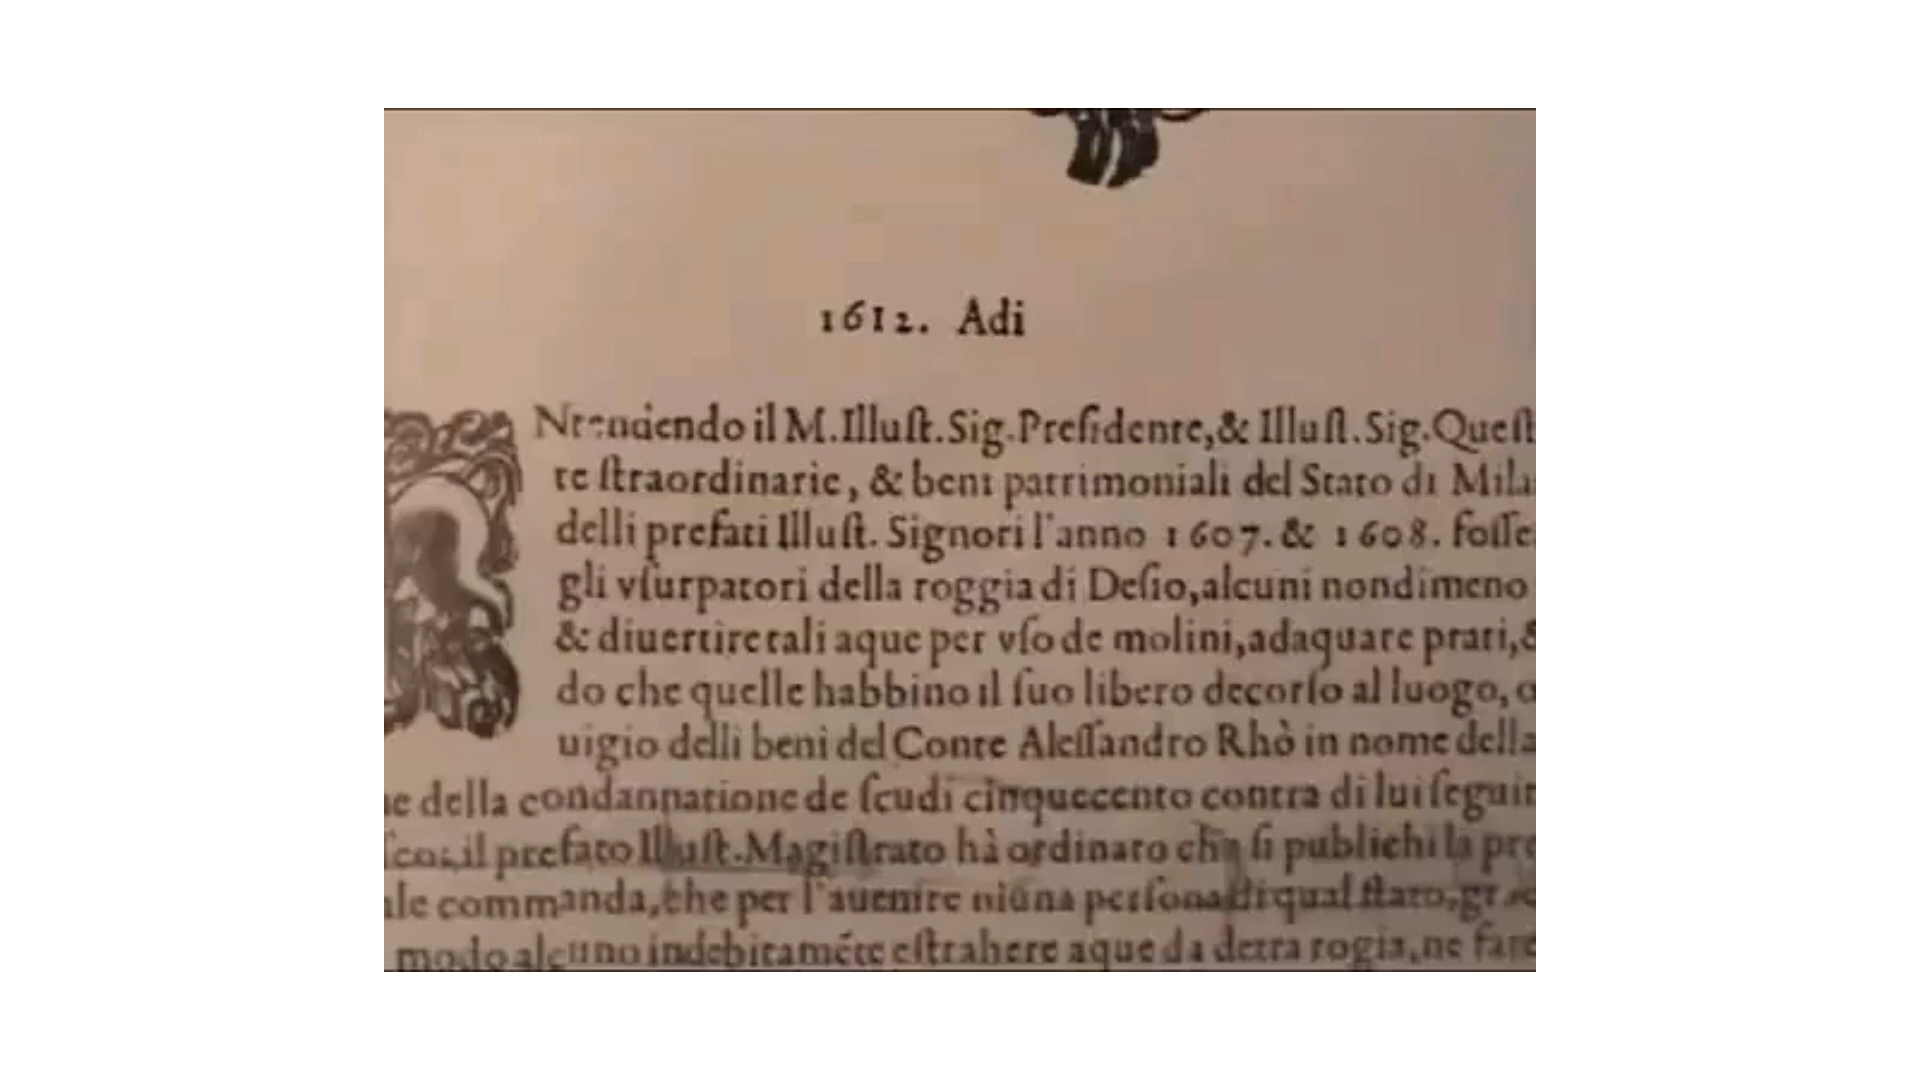 1612. Adi
Ntendendo il M.Illuſt.Sig.Preſidente,& Illuſt.Sig.Queſt
te ſtraordinarie, & beni patrimoniali del Stato di Mila
delli prefati Illuſt. Signori l'anno 1607.& 1608. foſſe
gli vſurpatori della roggia di Deſio,alcuni nondimeno
& diuertire tali aque per vſo de molini,adaquare prati,&
do che quelle habbino il ſuo libero decorſo al luogo,
uigio delli beni del Conte Aleſſandro Rhò in nome della
e della condannatione de ſcudi cinquecento contra di lui ſeguit
il prefato Illuſt.Magiſtrato hà ordinato che ſi publichi la pre
ale commanda,che per l'auenire niuna perſona di qual ſtato,
modo alcuno indebitaméte eſtrahere aque da detta rogia,ne fare